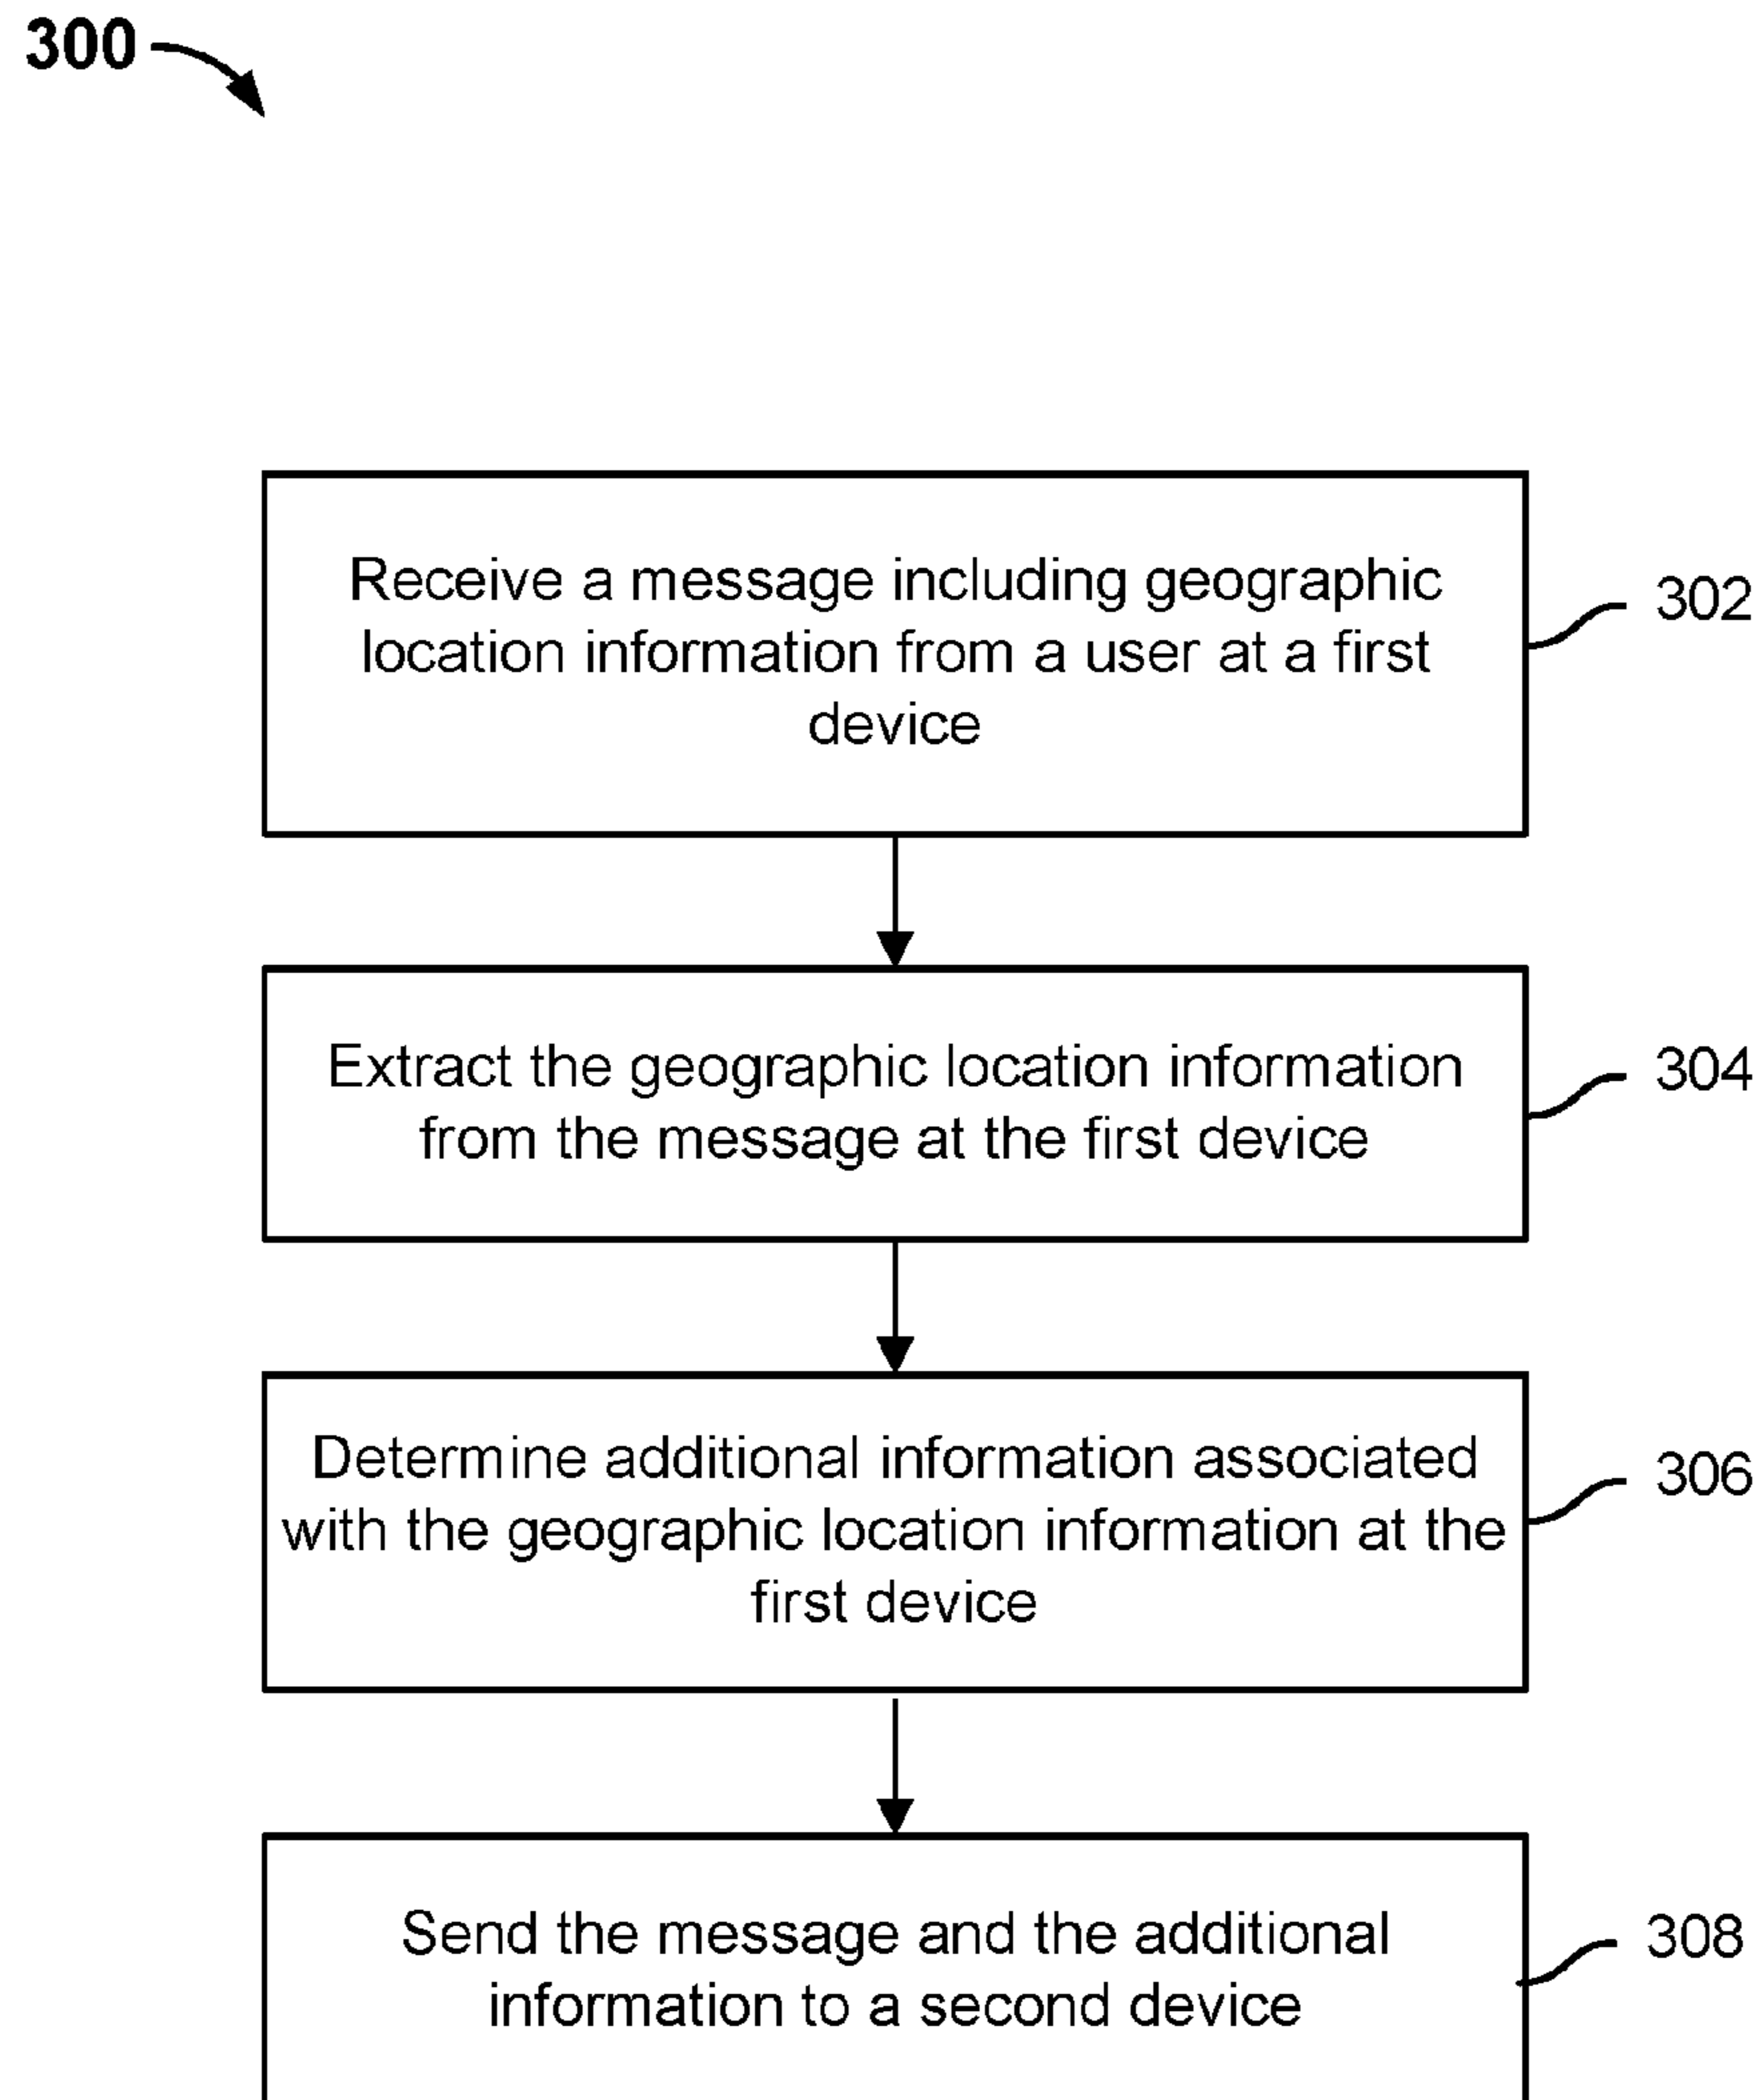 300
Receive a message including geographic
location information from a user at a first
device
302
Extract the geographic location information
from the message at the first device
304
Determine additional information associated
with the geographic location information at the
first device
306
Send the message and the additional
information to a second device
308